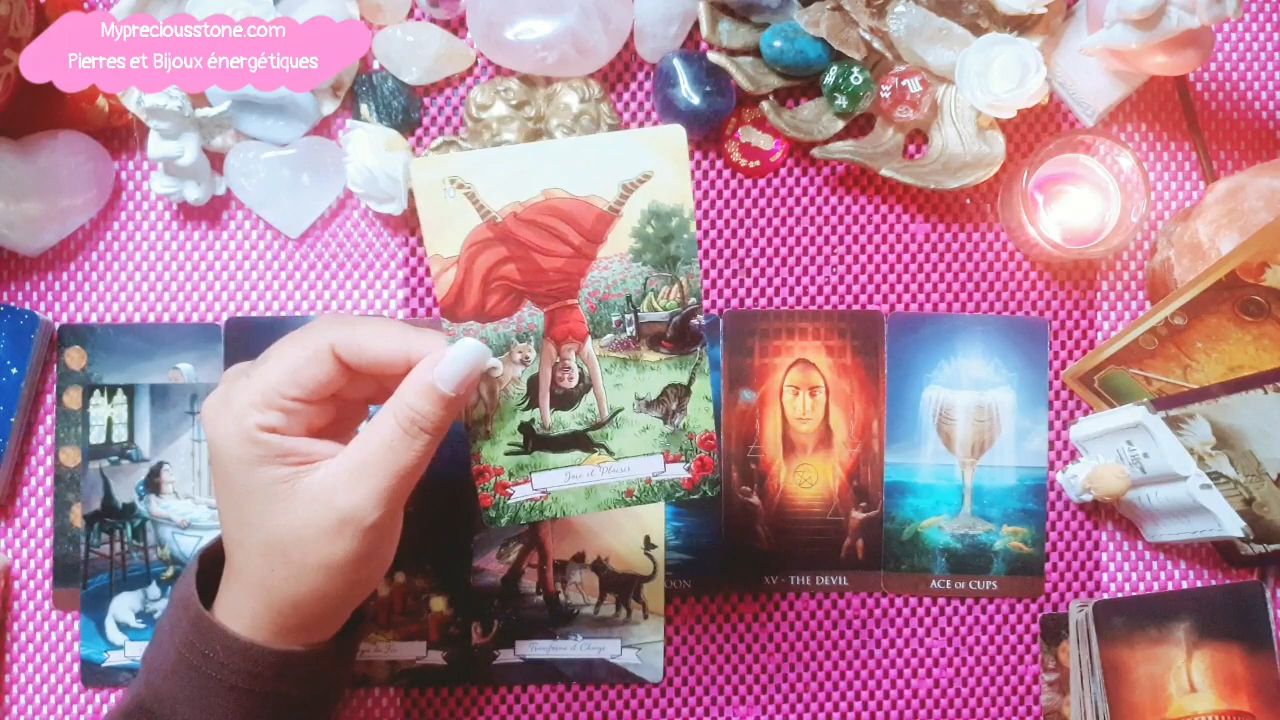 Mypreciousstone.com
Pierres et Bijoux énergétiques
Joie et Plaisir
OON
XV - THE DEVIL
ACE OF CUPS
Transforme et Change